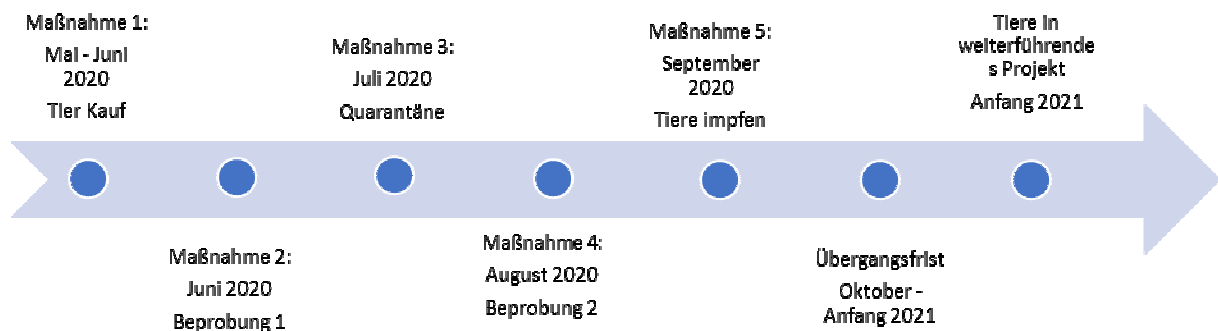 Maßnahme 1:
Mai - Juni
2020
Tier Kauf
Maßnahme 2:
Juni 2020
Beprobung 1
Maßnahme 3:
Juli 2020
Quarantäne
Maßnahme 4:
August 2020
Beprobung 2
Maßnahme 5:
September
2020
Tiere impfen
Übergangsfrist
Oktober -
Anfang 2021
Tiere in
weiterführende
s Projekt
Anfang 2021